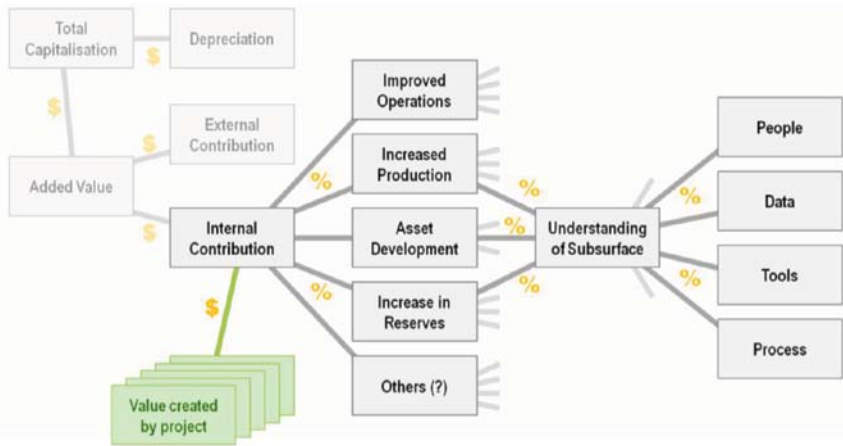 Total
Capitalisation
$
Depreciation
$
Added Value
$
External
Contribution
$
Internal
Contribution
$
Value created
by project
%
%
Improved
Operations
Increased
Production
Asset
Development
Increase in
Reserves
Others (?)
%
%
%
Understanding
of Subsurface
%
%
People
Data
Tools
Process